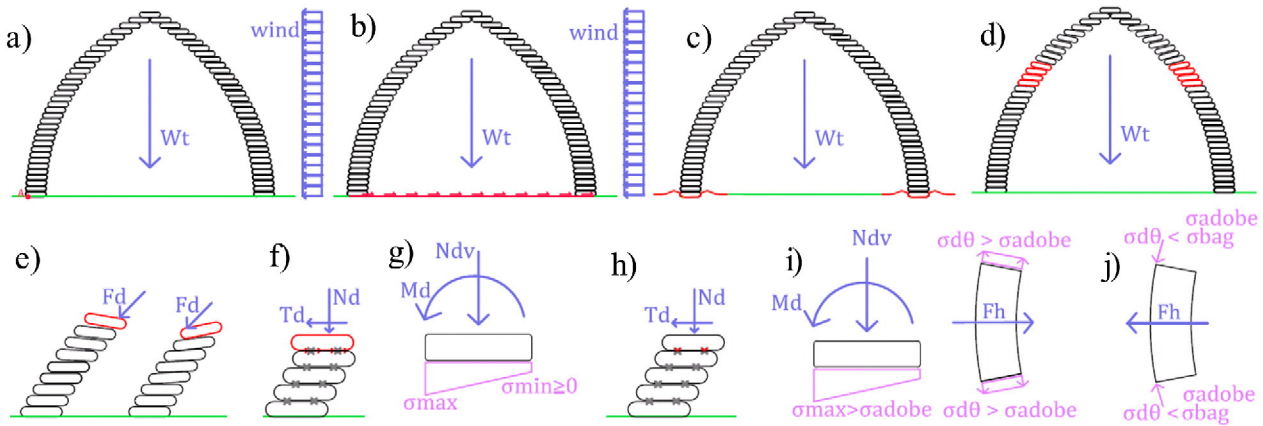 a)
wind
b)
wind
c)
d)
Wt
Wt
Wt
Wt
A
e)
Fd
Fd
f)
Nd
Td
g)
Ndv
Md
σmin≥0
σmax
h)
Nd
Td
i)
Ndv
Md
σmax>σadobe
σdθ > σadobe
Fh
σdθ > σadobe
j)
σadobe
σdθ < σbag
Fh
σadobe
σdθ < σbag